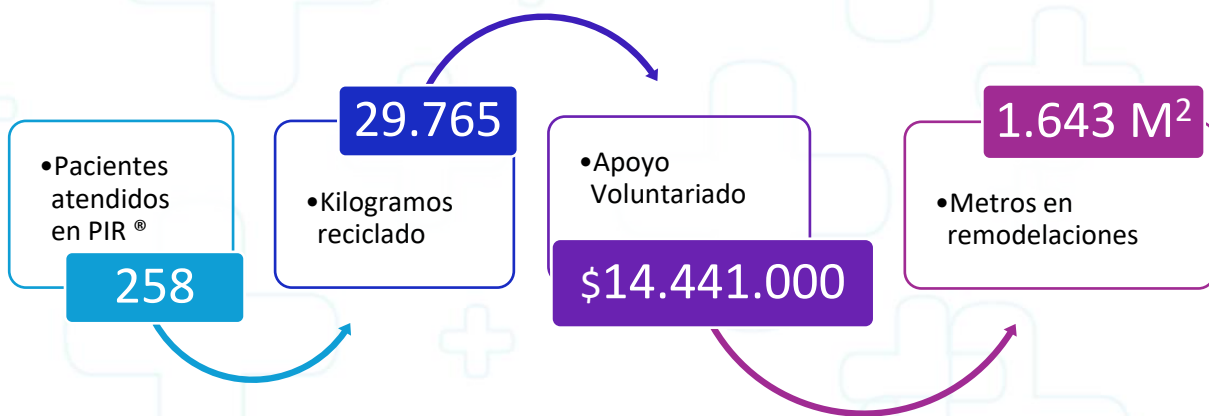 •Pacientes
atendidos
en PIR ®
258
29.765
•Kilogramos
reciclado
•Apoyo
Voluntariado
$14.441.000
1.643 M²
•Metros en
remodelaciones